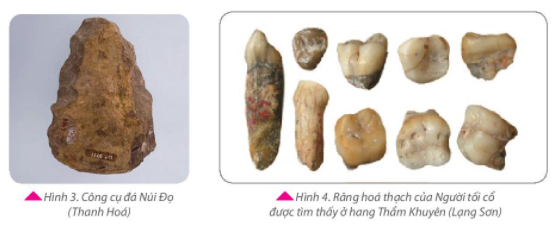 Hình 3. Công cụ đá Núi Đọ
(Thanh Hoá)
Hình 4. Răng hoá thạch của Người tối cổ
được tìm thấy ở hang Thẩm Khuyên (Lạng Sơn)